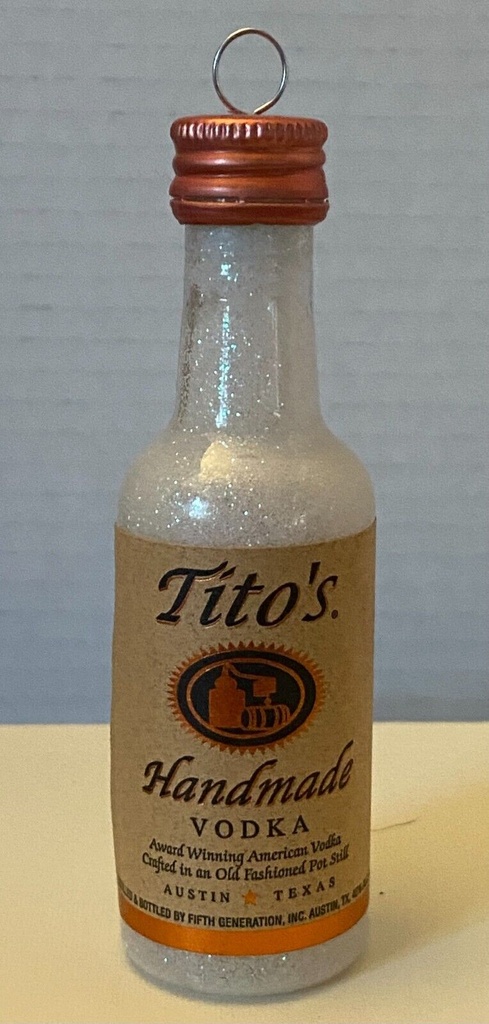 Tito's.
Handmade
VODKA
Award Winning American Vodka
Crafted in an Old Fashioned Pot Still
AUSTIN TEXAS
& BOTTLED BY FIFTH GENERATION, INC. AUSTIN, TX. 40%